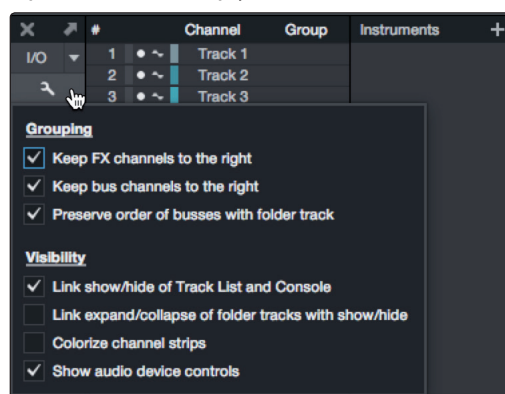 # Channel Group Instruments +
I/O 1 Track 1
2 Track 2
3 Track 3
Grouping
Keep FX channels to the right
Keep bus channels to the right
Preserve order of busses with folder track
Visibility
Link show/hide of Track List and Console
Link expand/collapse of folder tracks with show/hide
Colorize channel strips
Show audio device controls